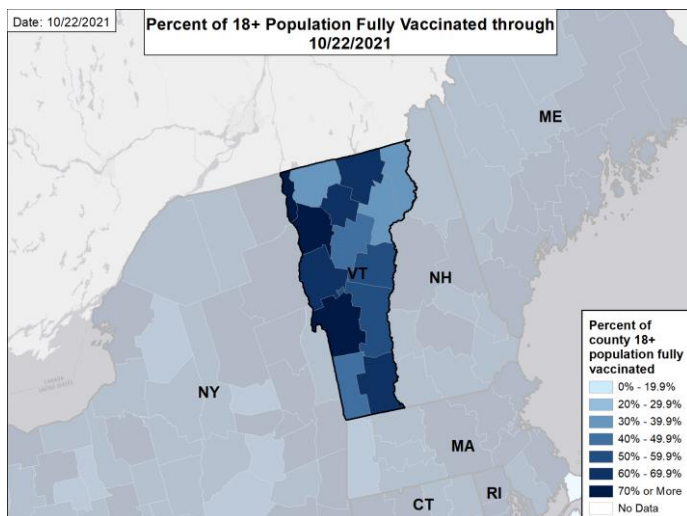 Date: 10/22/2021
Percent of 18+ Population Fully Vaccinated through
10/22/2021
ME
VT
NH
NY
MA
CT
RI
Percent of
county 18+
population fully
vaccinated
0% - 19.9%
20% - 29.9%
30% - 39.9%
40% - 49.9%
50% - 59.9%
60% - 69.9%
70% or More
No Data